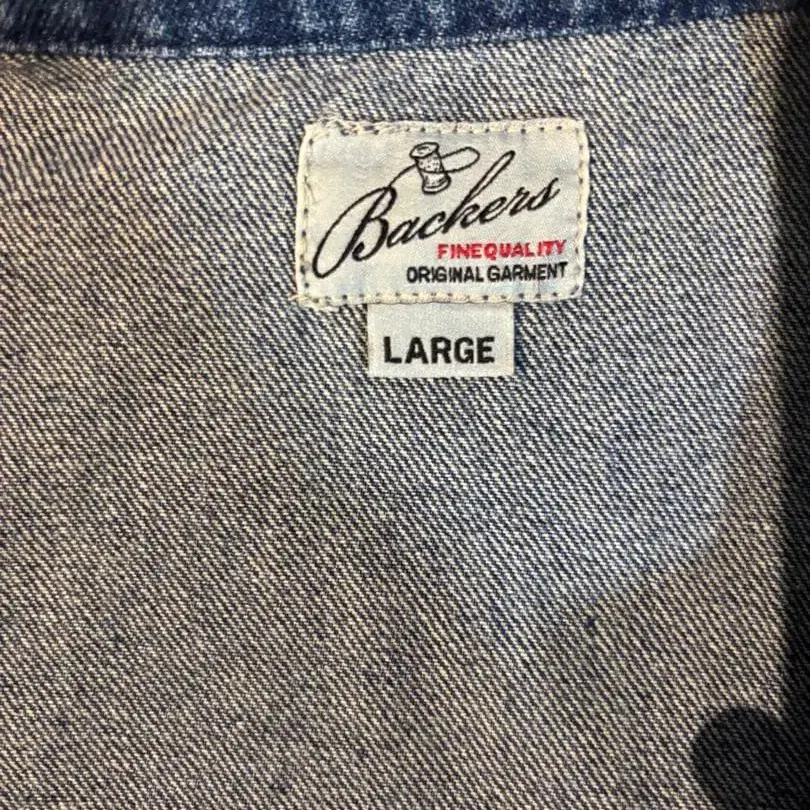 Backers
FINEQUALITY
ORIGINAL GARMENT
LARGE